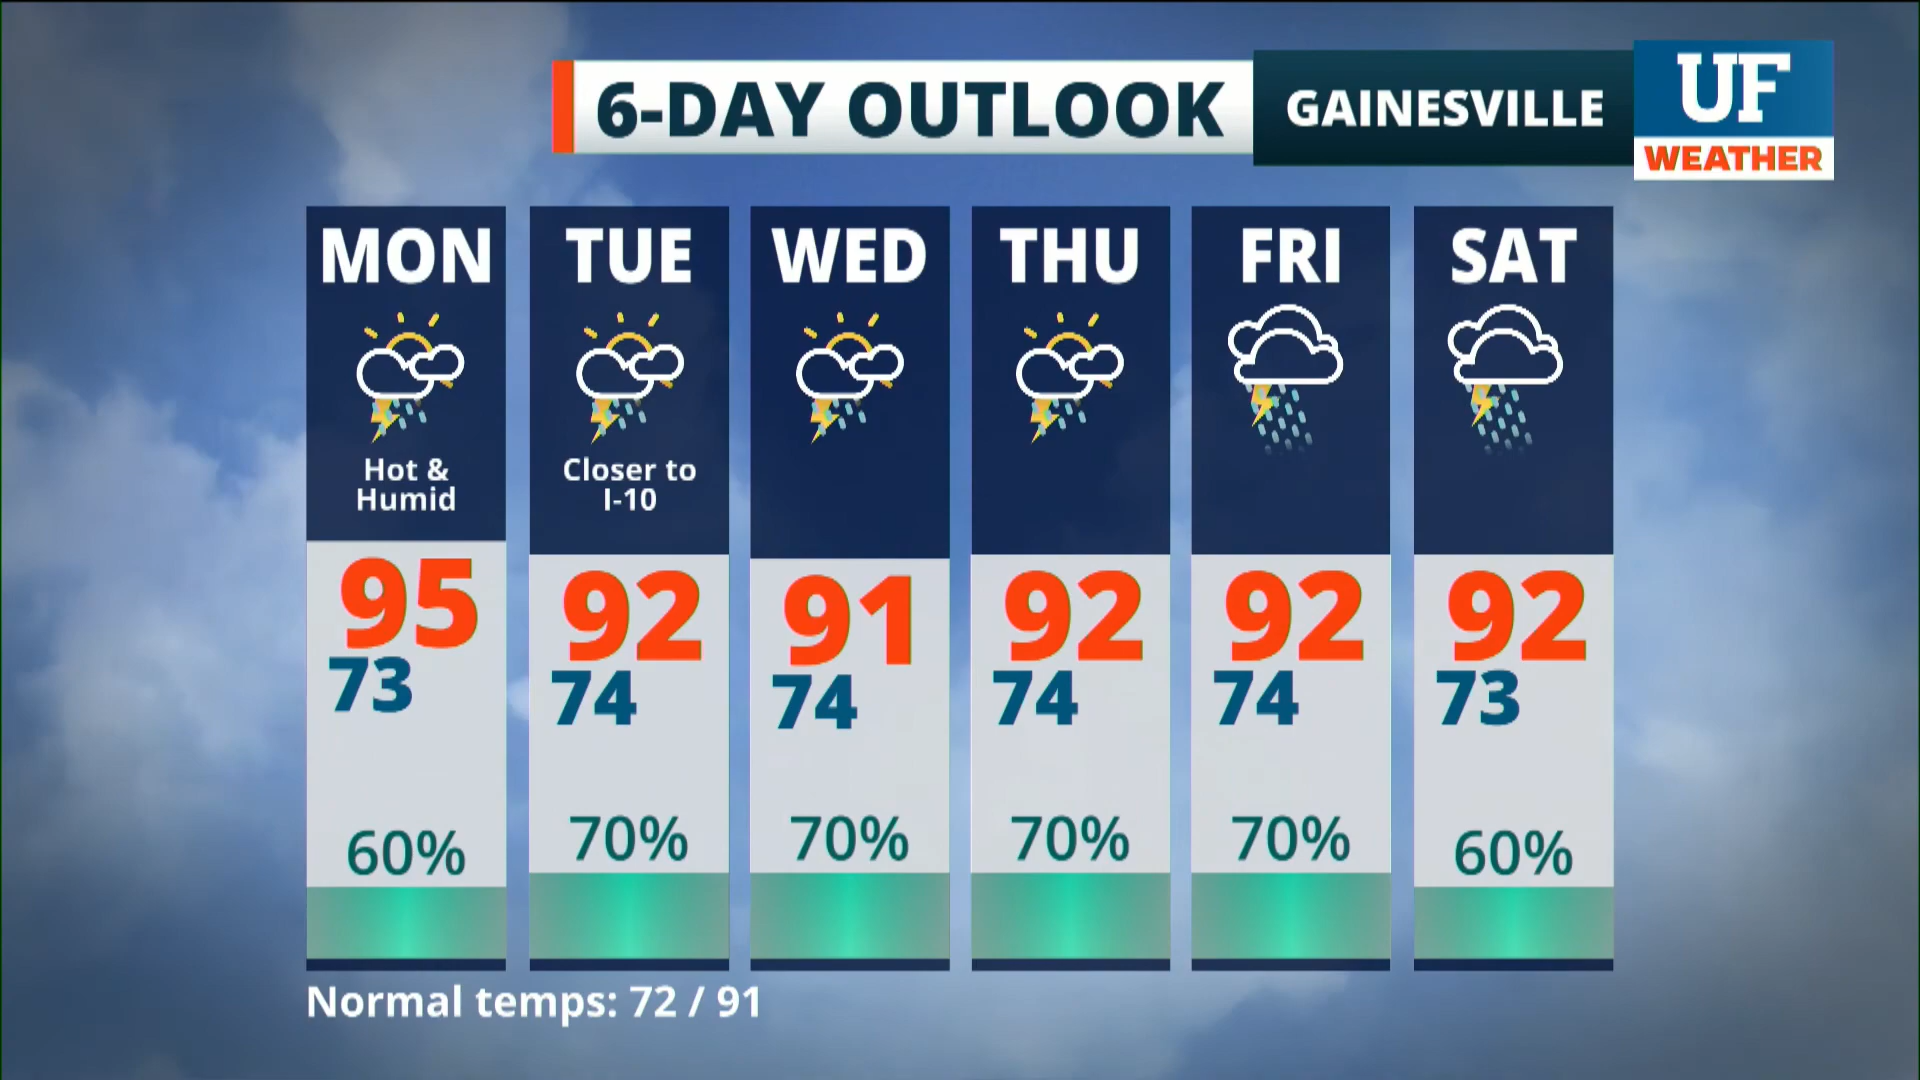 6-DAY OUTLOOK GAINESVILLE
UF
WEATHER
MON TUE WED THU FRI SAT
Hot &
Humid
Closer to
I-10
95 92 91 92 92 92
73 74 74 74 74 73
60% 70% 70% 70% 70% 60%
Normal temps: 72 / 91